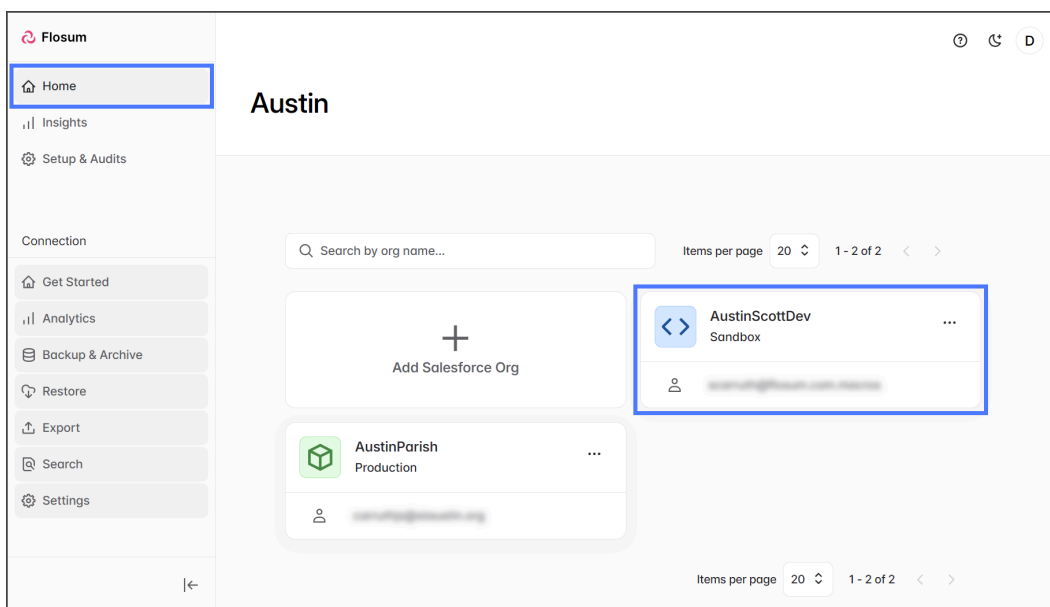 Flosum
D
Home
Austin
Insights
Setup & Audits
Connection
Search by org name...
Items per page 20 1 - 2 of 2
Get Started
Analytics
Backup & Archive
Restore
Export
Search
Settings
Add Salesforce Org
AustinScottDev
Sandbox
AustinParish
Production
Items per page 20 1 - 2 of 2